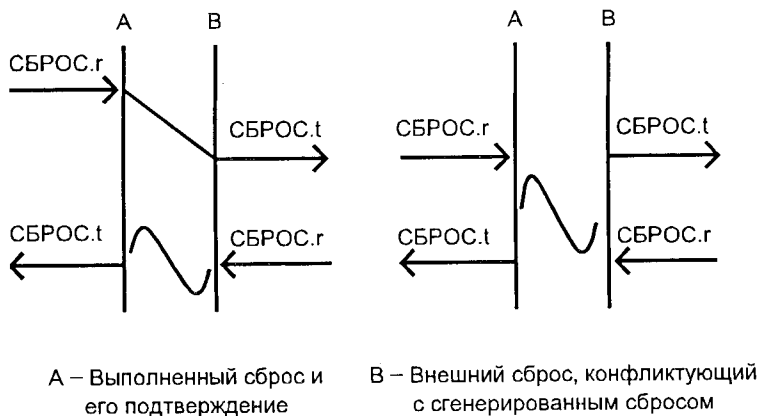 A B
СБРОС.r
СБРОС.t
СБРОС.t
СБРОС.r
A – Выполненный сброс и
его подтверждение
A B
СБРОС.r
СБРОС.t
СБРОС.t
СБРОС.r
B – Внешний сброс, конфликтующий
с сгенерированным сбросом